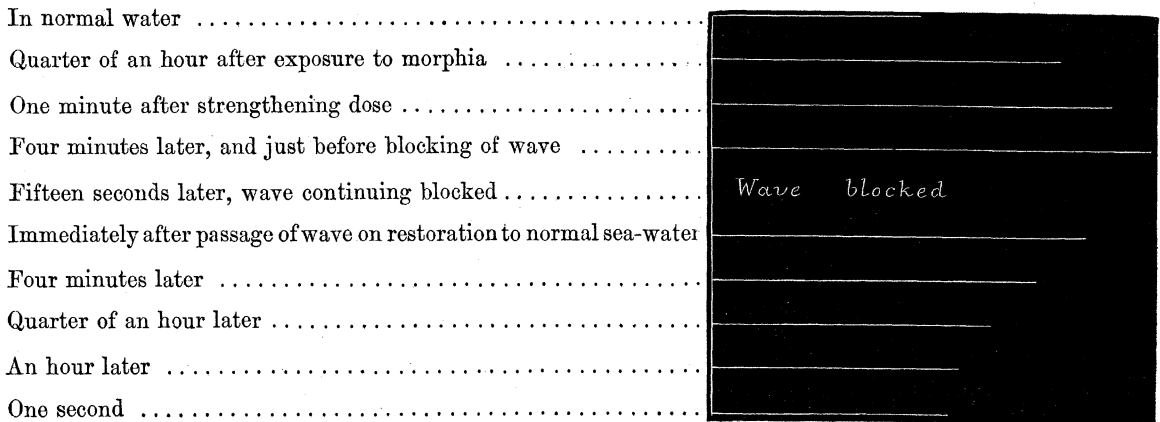 In normal water ........................................
Quarter of an hour after exposure to morphia ................
One minute after strengthening dose ........................
Four minutes later, and just before blocking of wave ..........
Fifteen seconds later, wave continuing blocked ................ Wave blocked
Immediately after passage of wave on restoration to normal sea-water
Four minutes later ......................................
Quarter of an hour later ..................................
An hour later ..........................................
One second ............................................